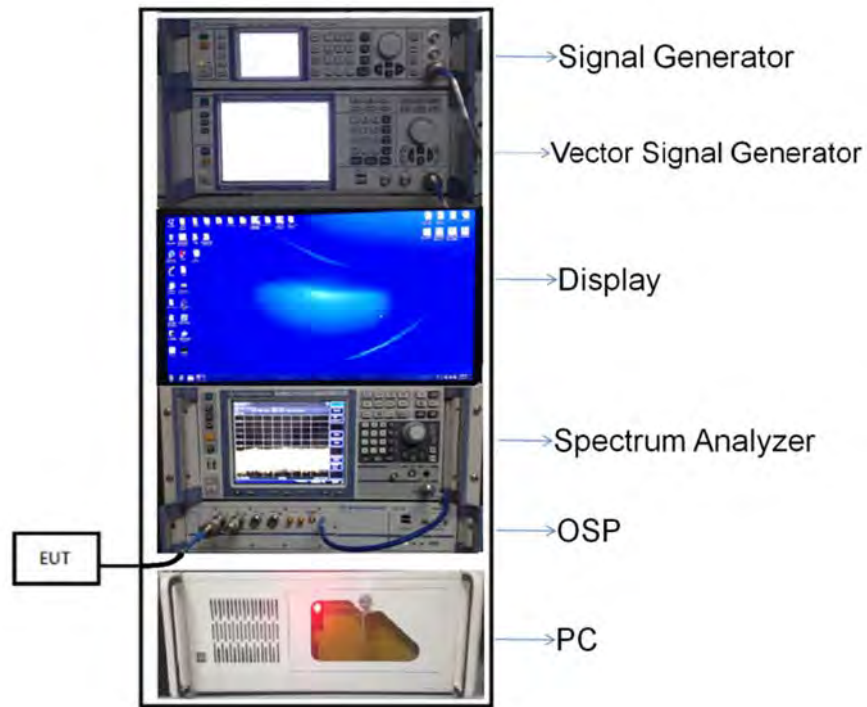 Signal Generator
Vector Signal Generator
Display
Spectrum Analyzer
OSP
EUT
PC